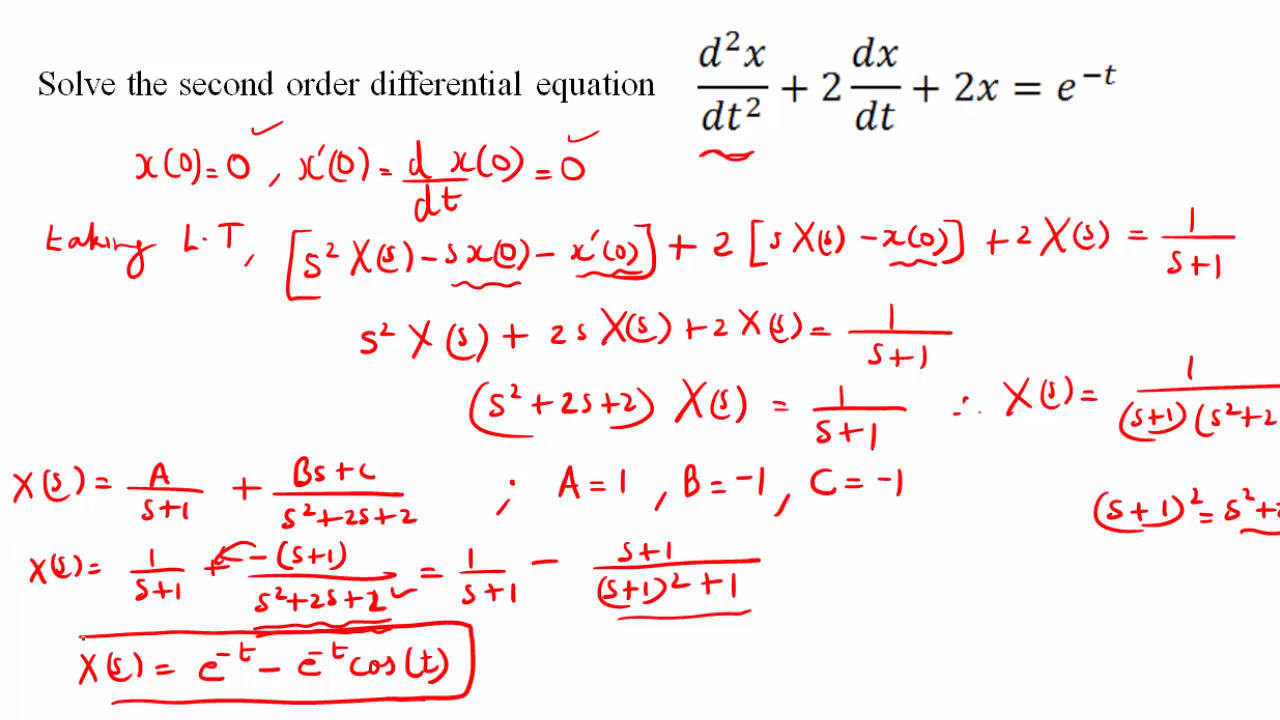 Solve the second order differential equation d²x/dt² + 2 dx/dt + 2x = e⁻ᵗ
x(0)=0 , x'(0)= d/dt x(0) = 0
taking L.T , [s² X(s) – s x(0) – x'(0)] + 2 [s X(s) – x(0)] + 2 X(s) = 1/(s+1)
s² X(s) + 2s X(s) + 2 X(s) = 1/(s+1)
(s²+2s+2) X(s) = 1/(s+1) ∴ X(s) = 1/(s+1)(s²+2
X(s) = A/(s+1) + (Bs+C)/(s²+2s+2) ; A = 1 , B = –1 , C = –1
(s+1)² = s²+
X(s) = 1/(s+1) + –(s+1)/(s²+2s+2) = 1/(s+1) – (s+1)/((s+1)²+1)
X(s) = e⁻ᵗ – e⁻ᵗ cos(t)